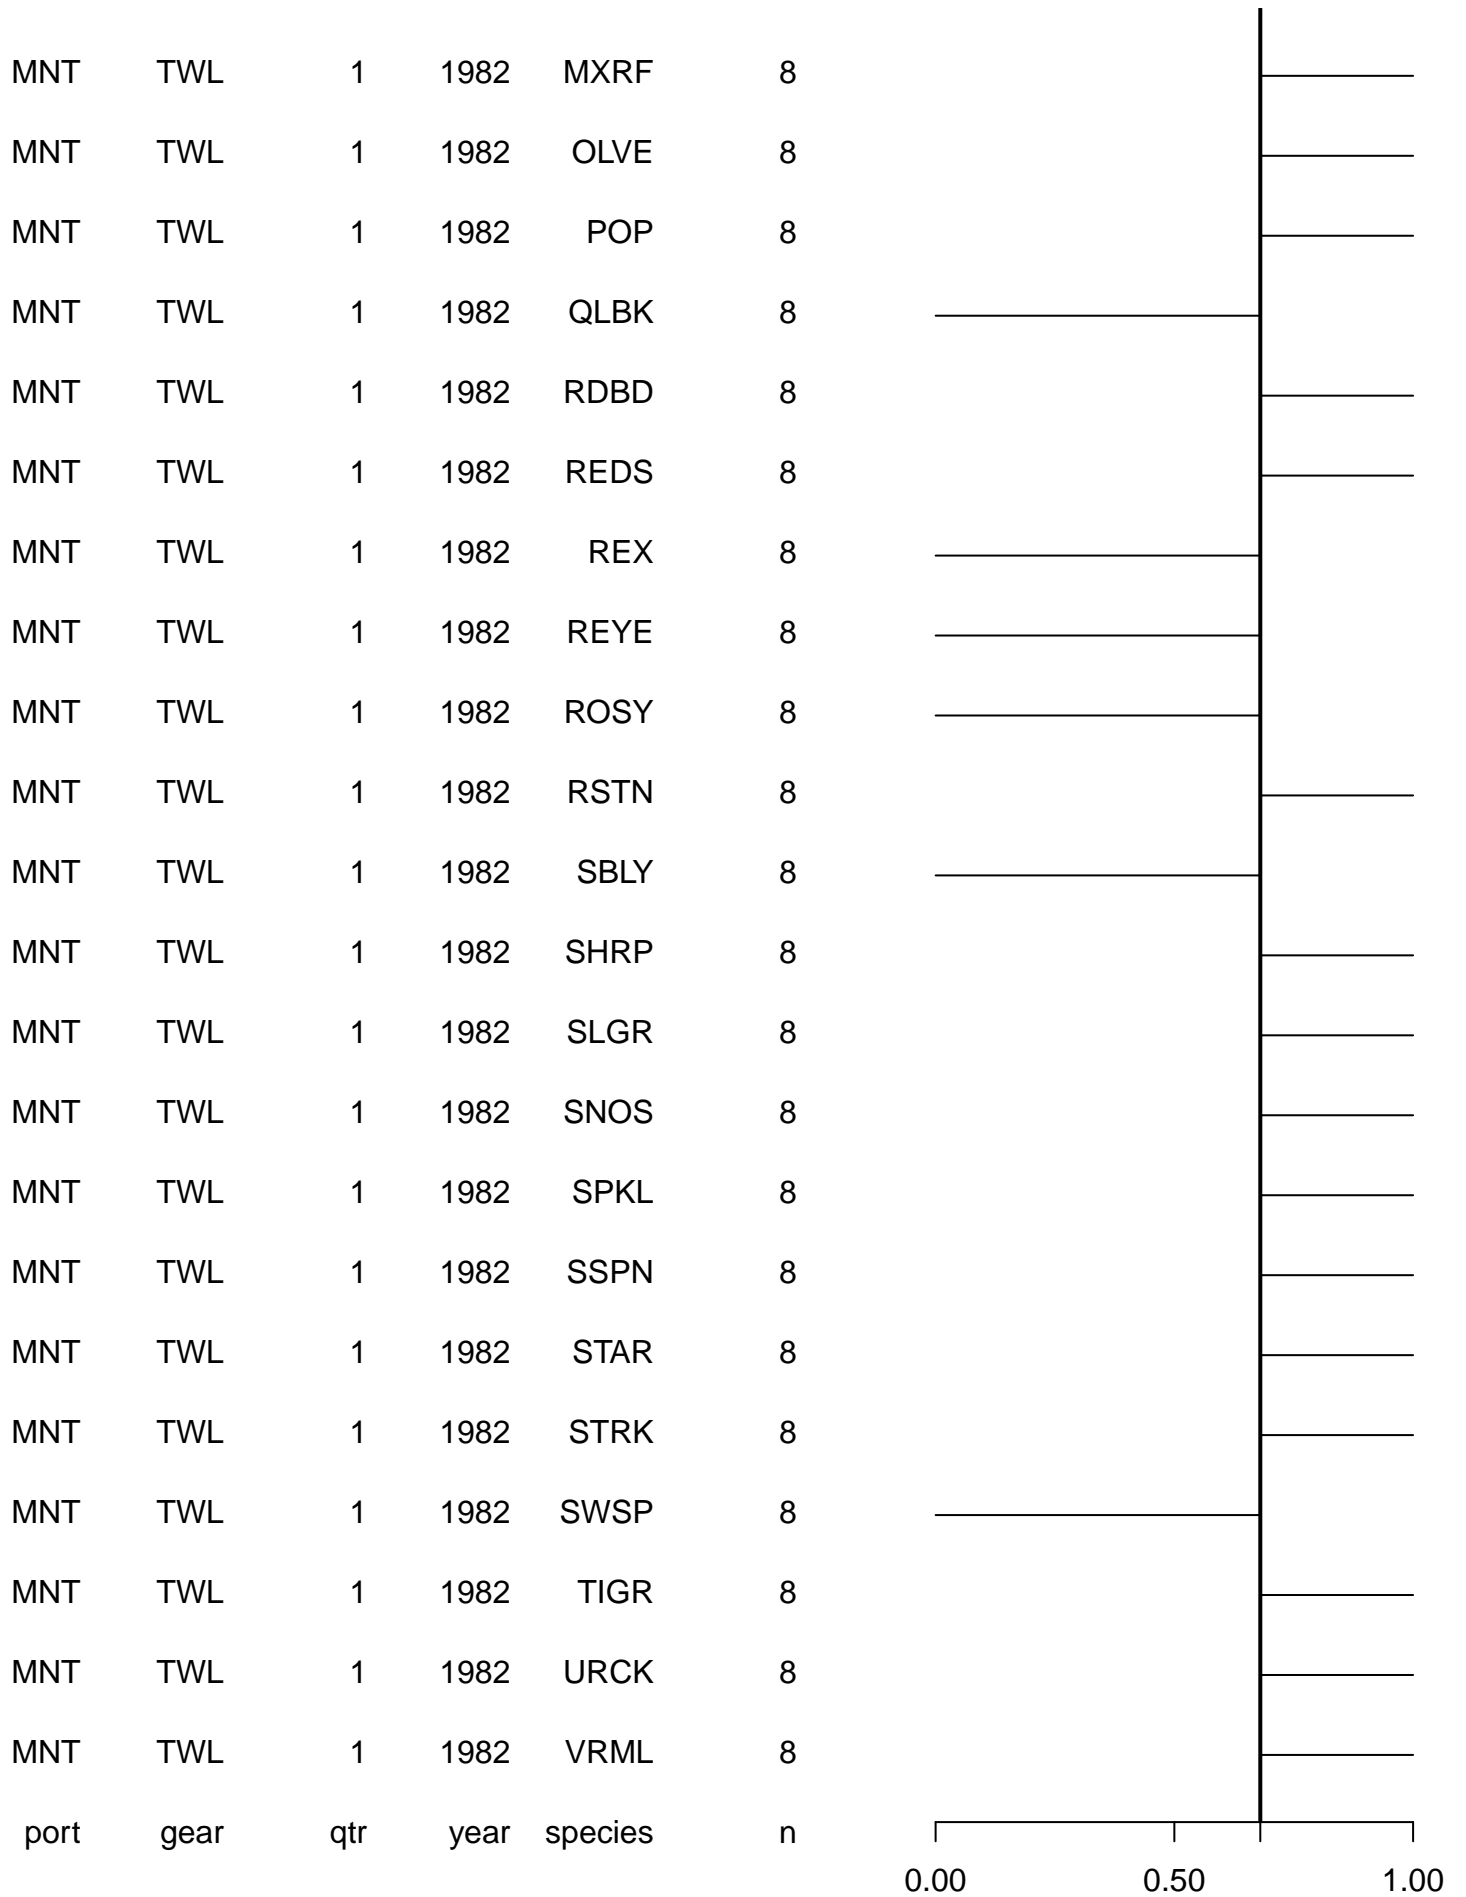 MNT TWL 1 1982 MXRF 8
MNT TWL 1 1982 OLVE 8
MNT TWL 1 1982 POP 8
MNT TWL 1 1982 QLBK 8
MNT TWL 1 1982 RDBD 8
MNT TWL 1 1982 REDS 8
MNT TWL 1 1982 REX 8
MNT TWL 1 1982 REYE 8
MNT TWL 1 1982 ROSY 8
MNT TWL 1 1982 RSTN 8
MNT TWL 1 1982 SBLY 8
MNT TWL 1 1982 SHRP 8
MNT TWL 1 1982 SLGR 8
MNT TWL 1 1982 SNOS 8
MNT TWL 1 1982 SPKL 8
MNT TWL 1 1982 SSPN 8
MNT TWL 1 1982 STAR 8
MNT TWL 1 1982 STRK 8
MNT TWL 1 1982 SWSP 8
MNT TWL 1 1982 TIGR 8
MNT TWL 1 1982 URCK 8
MNT TWL 1 1982 VRML 8
port gear qtr year species n
0.00 0.50 1.00